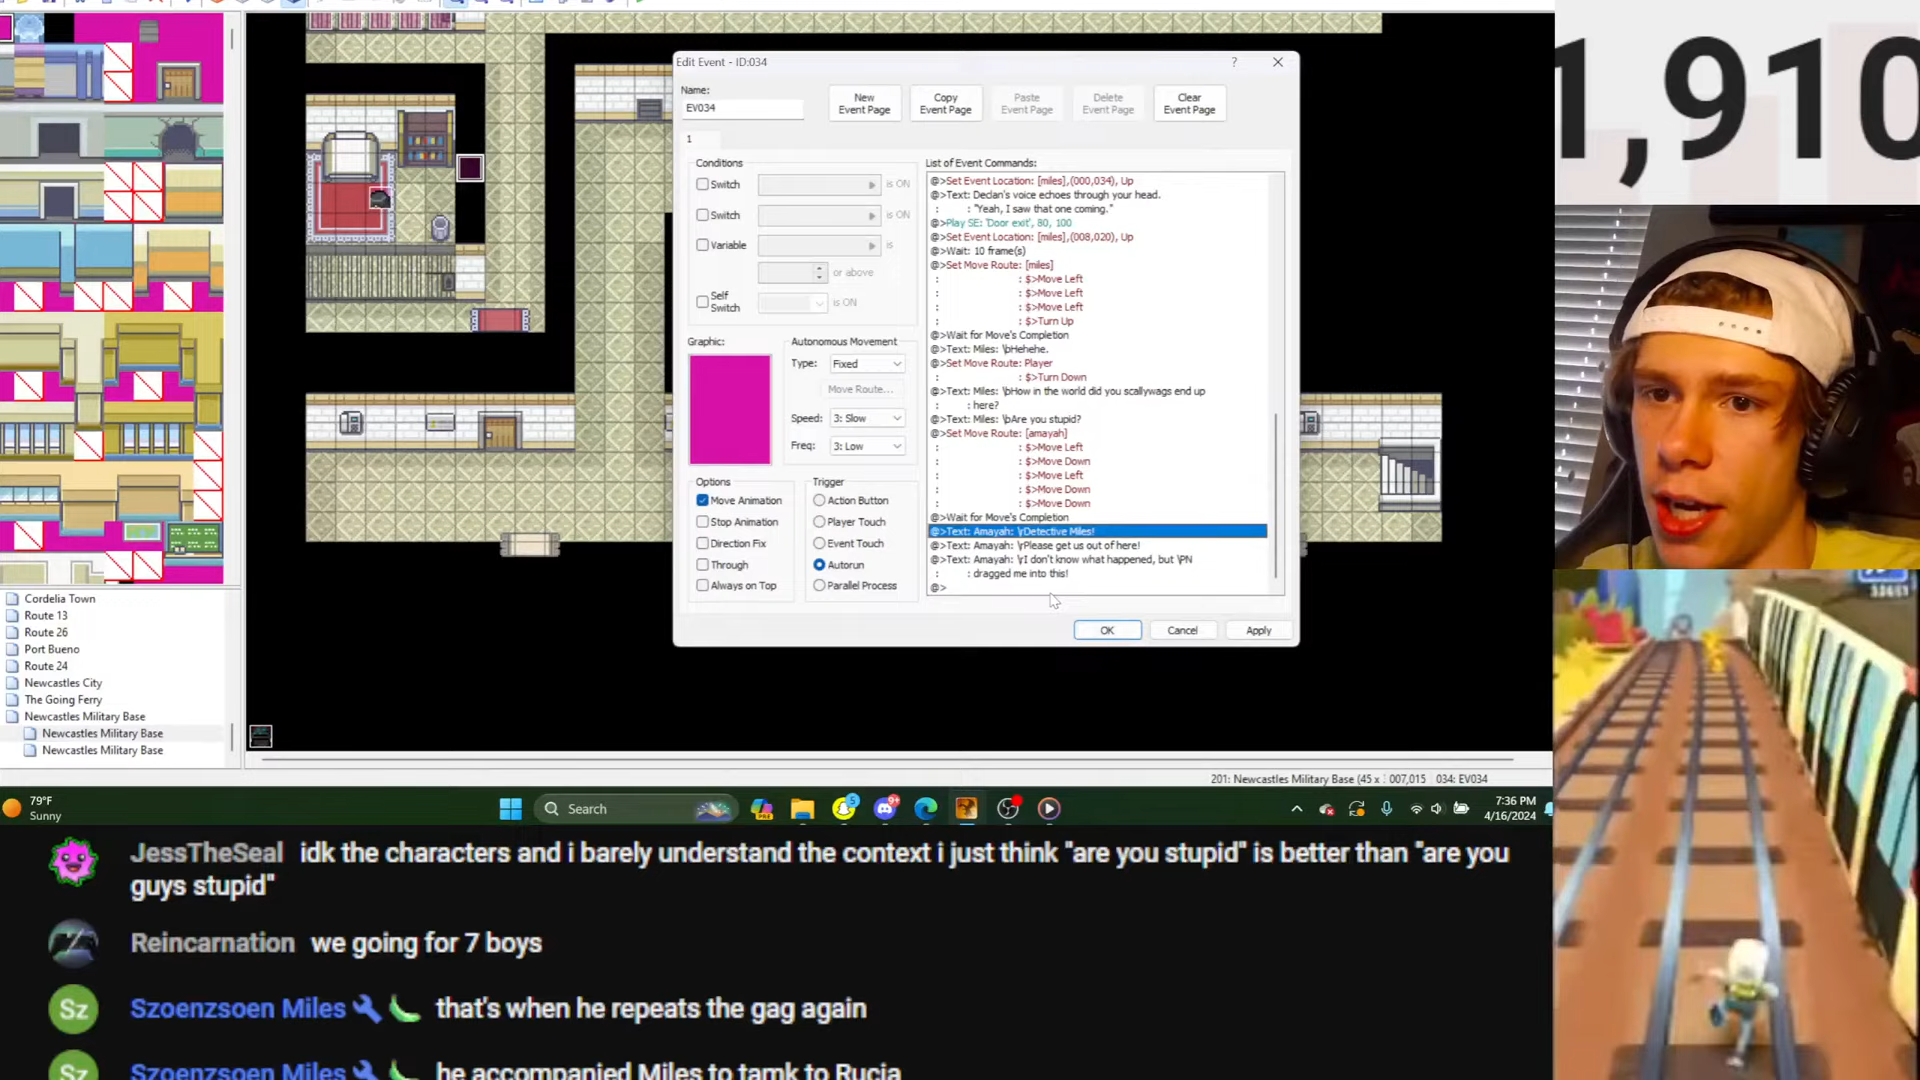 Edit Event - ID:034
?
Name:
EV034
New Event Page
Copy Event Page
Paste Event Page
Delete Event Page
Clear Event Page
1
Conditions
Switch
is ON
Switch
is ON
Variable
is
or above
Self Switch
is ON
Graphic:
Autonomous Movement
Type:
Fixed
Move Route...
Speed:
3: Slow
Freq:
3: Low
Options
Move Animation
Stop Animation
Direction Fix
Through
Always on Top
Trigger
Action Button
Player Touch
Event Touch
Autorun
Parallel Process
List of Event Commands:
@>Set Event Location: [miles],(000,034), Up
@>Text: Declan's voice echoes through your head.
: : "Yeah, I saw that one coming."
@>Play SE: 'Door exit', 80, 100
@>Set Event Location: [miles],(008,020), Up
@>Wait: 10 frame(s)
@>Set Move Route: [miles]
: : $>Move Left
: : $>Move Left
: : $>Move Left
: : $>Turn Up
@>Wait for Move's Completion
@>Text: Miles: \bHehehe.
@>Set Move Route: Player
: : $>Turn Down
@>Text: Miles: \bHow in the world did you scallywags end up
: : here?
@>Text: Miles: \bAre you stupid?
@>Set Move Route: [amayah]
: : $>Move Left
: : $>Move Down
: : $>Move Left
: : $>Move Down
: : $>Move Down
@>Wait for Move's Completion
@>Text: Amayah: \rDetective Miles!
@>Text: Amayah: \rPlease get us out of here!
@>Text: Amayah: \rI don't know what happened, but \PN
: : dragged me into this!
@>
OK
Cancel
Apply
1,910
Cordelia Town
Route 13
Route 26
Port Bueno
Route 24
Newcastles City
The Going Ferry
Newcastles Military Base
Newcastles Military Base
Newcastles Military Base
201: Newcastles Military Base (45 x
007,015
034: EV034
79°F
Sunny
Search
7:36 PM
4/16/2024
JessTheSeal idk the characters and i barely understand the context i just think "are you stupid" is better than "are you
guys stupid"
Reincarnation we going for 7 boys
Sz
Szoenzsoen Miles that's when he repeats the gag again
Sz
Szoenzsoen Miles he accompanied Miles to tamk to Rucia